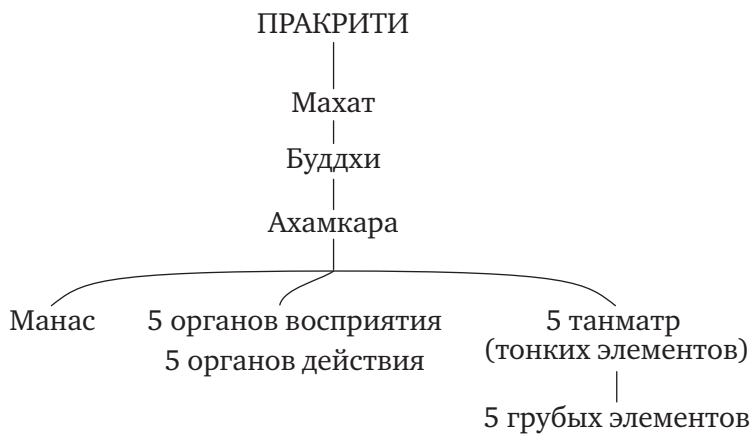 ПРАКРИТИ
Махат
Буддхи
Ахамкара
Манас
5 органов восприятия
5 органов действия
5 танматр
(тонких элементов)
5 грубых элементов